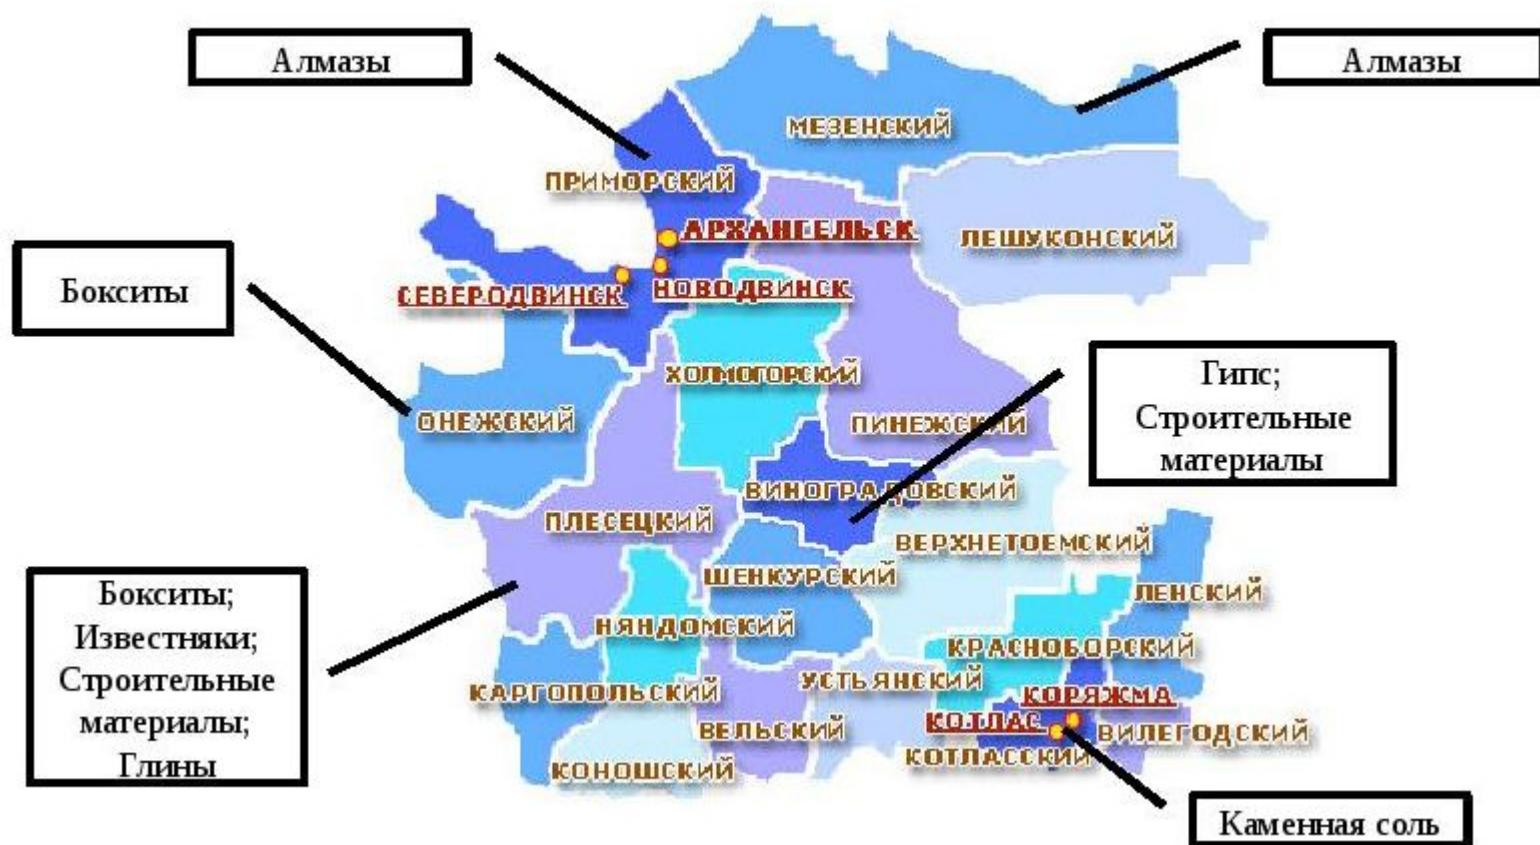 Алмазы
Алмазы
МЕЗЕНСКИЙ
ПРИМОРСКИЙ
АРХАНГЕЛЬСК
ЛЕШУКОНСКИЙ
Бокситы
СЕВЕРОДВИНСК
НОВОДВИНСК
ХОЛМОГОРСКИЙ
Гипс;
Строительные
материалы
ОНЕЖСКИЙ
ПИНЕЖСКИЙ
ВИНОГРАДОВСКИЙ
ПЛЕСЕЦКИЙ
ВЕРХНЕТОЕМСКИЙ
ШЕНКУРСКИЙ
ЛЕНСКИЙ
Бокситы;
Известняки;
Строительные
материалы;
Глины
НЯНДОМСКИЙ
КРАСНОБОРСКИЙ
КАРГОПОЛЬСКИЙ
УСТЬЯНСКИЙ
КОРЯЖМА
ВЕЛЬСКИЙ
КОТЛАС
ВИЛЕГОДСКИЙ
КОТЛАССКИЙ
КОНОШСКИЙ
Каменная соль